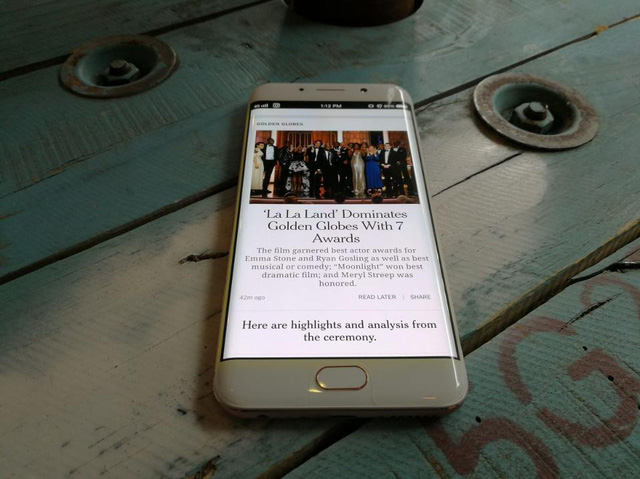 1:12 PM
GOLDEN GLOBES
'La La Land' Dominates
Golden Globes With 7
Awards
The film garnered best actor awards for
Emma Stone and Ryan Gosling as well as best
musical or comedy; "Moonlight" won best
dramatic film; and Meryl Streep was
honored.
42m ago READ LATER | SHARE
Here are highlights and analysis from
the ceremony.